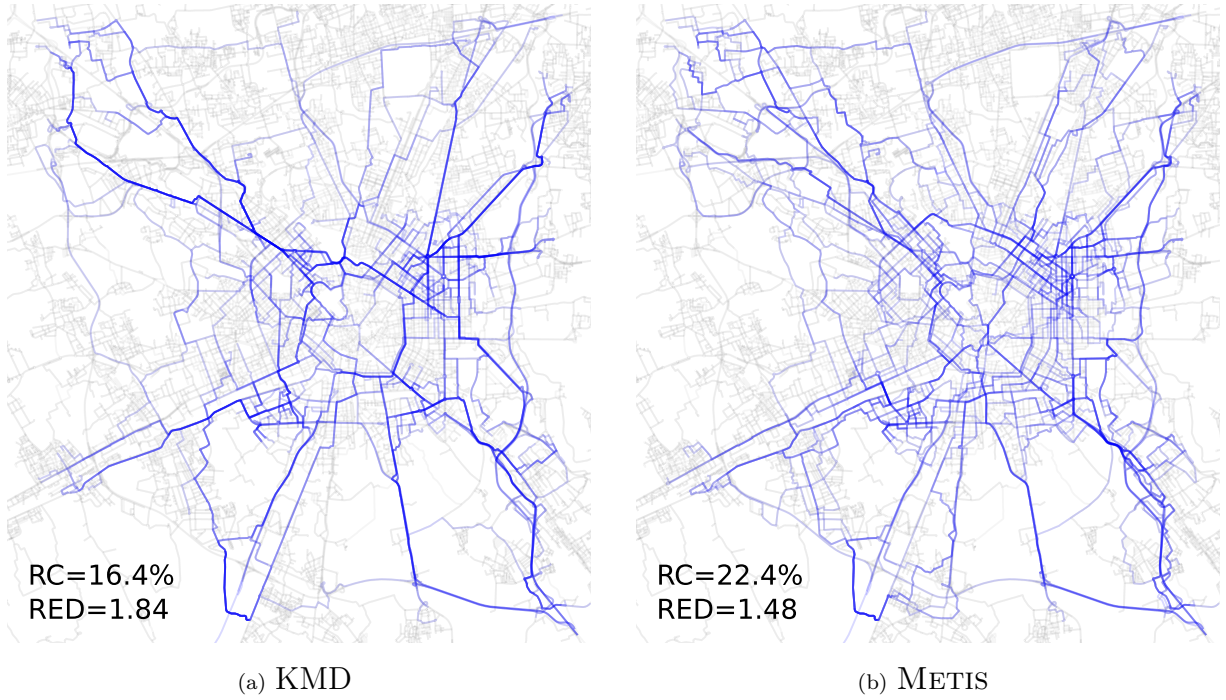 RC=16.4%
RED=1.84
RC=22.4%
RED=1.48
(a) KMD
(b) METIS